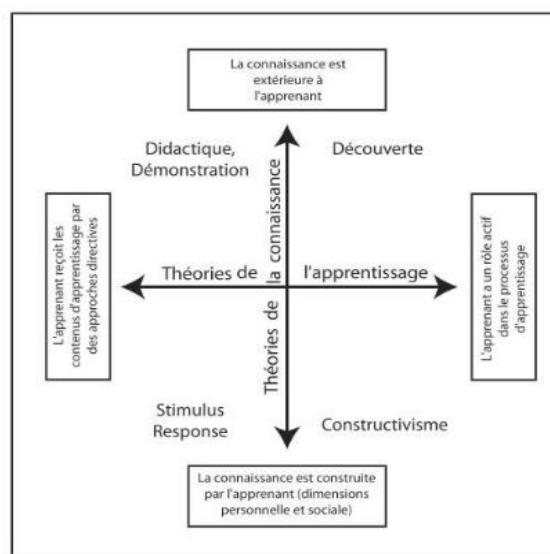 La connaissance est
extérieure à
l'apprenant
Didactique,
Démonstration
Découverte
L'apprenant reçoit les
contenus d'apprentissage par
des approches directives
Théories de l'apprentissage
Théories de la connaissance
L'apprenant a un rôle actif
dans le processus
d'apprentissage
Stimulus
Response
Constructivisme
La connaissance est construite
par l'apprenant (dimensions
personnelle et sociale)